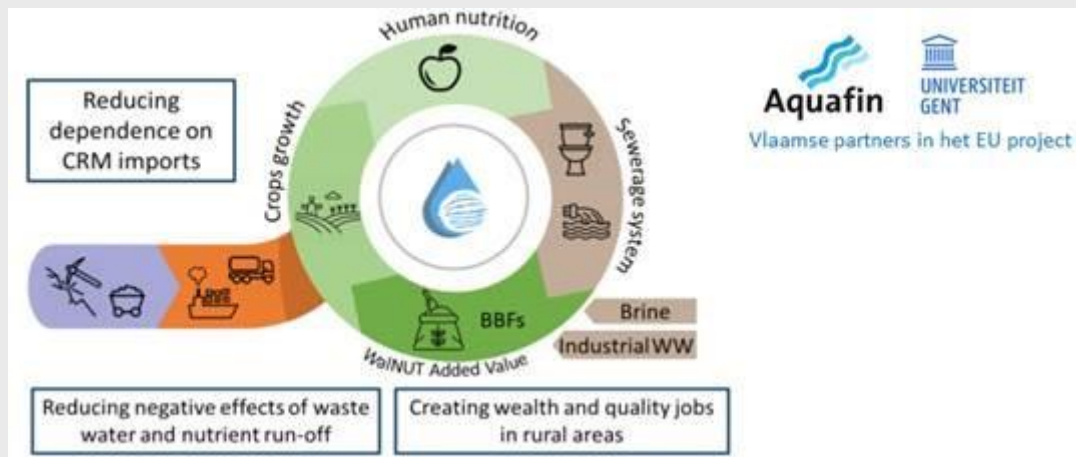 Human nutrition
Reducing
dependence on
CRM imports
Crops growth
Sewerage system
BBFs
WalNUT Added Value
Brine
Industrial WW
Reducing negative effects of waste
water and nutrient run-off
Creating wealth and quality jobs
in rural areas
Aquafin
UNIVERSITEIT
GENT
Vlaamse partners in het EU project